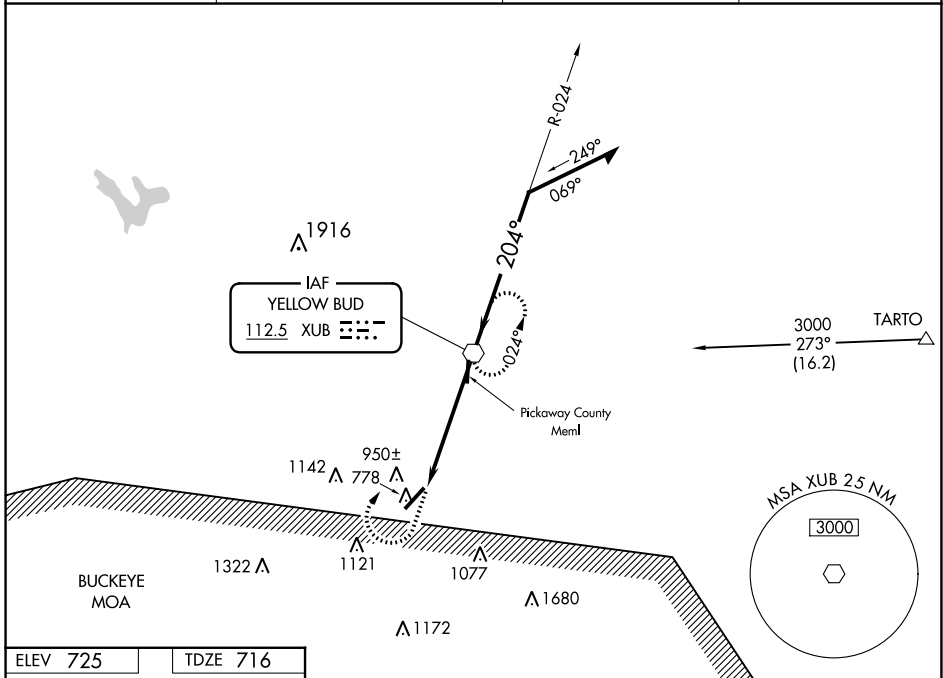 R-024
249°
069°
204°
1916
IAF
YELLOW BUD
112.5 XUB
024°
3000
273°
(16.2)
TARTO
Pickaway County
Meml
950±
1142
778
MSA XUB 25 NM
3000
1322
1121
1077
BUCKEYE
MOA
1680
1172
ELEV 725
TDZE 716